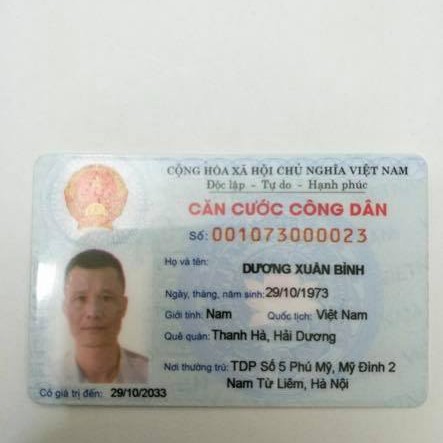 CỘNG HÒA XÃ HỘI CHỦ NGHĨA VIỆT NAM
Độc lập - Tự do - Hạnh phúc
CĂN CƯỚC CÔNG DÂN
Số: 001073000023
Họ và tên:
DƯƠNG XUÂN BÌNH
Ngày, tháng, năm sinh: 29/10/1973
Giới tính: Nam Quốc tịch: Việt Nam
Quê quán: Thanh Hà, Hải Dương
Nơi thường trú: TDP Số 5 Phú Mỹ, Mỹ Đình 2
Nam Từ Liêm, Hà Nội
Có giá trị đến: 29/10/2033